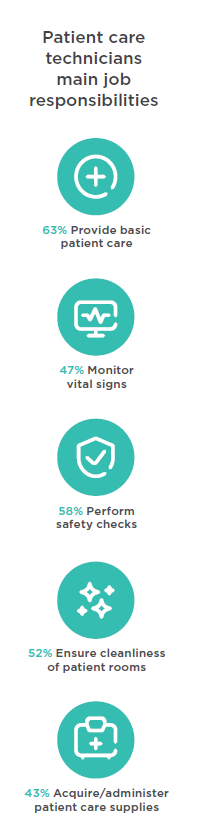 Patient care
technicians
main job
responsibilities
63% Provide basic
patient care
47% Monitor
vital signs
58% Perform
safety checks
52% Ensure cleanliness
of patient rooms
43% Acquire/administer
patient care supplies